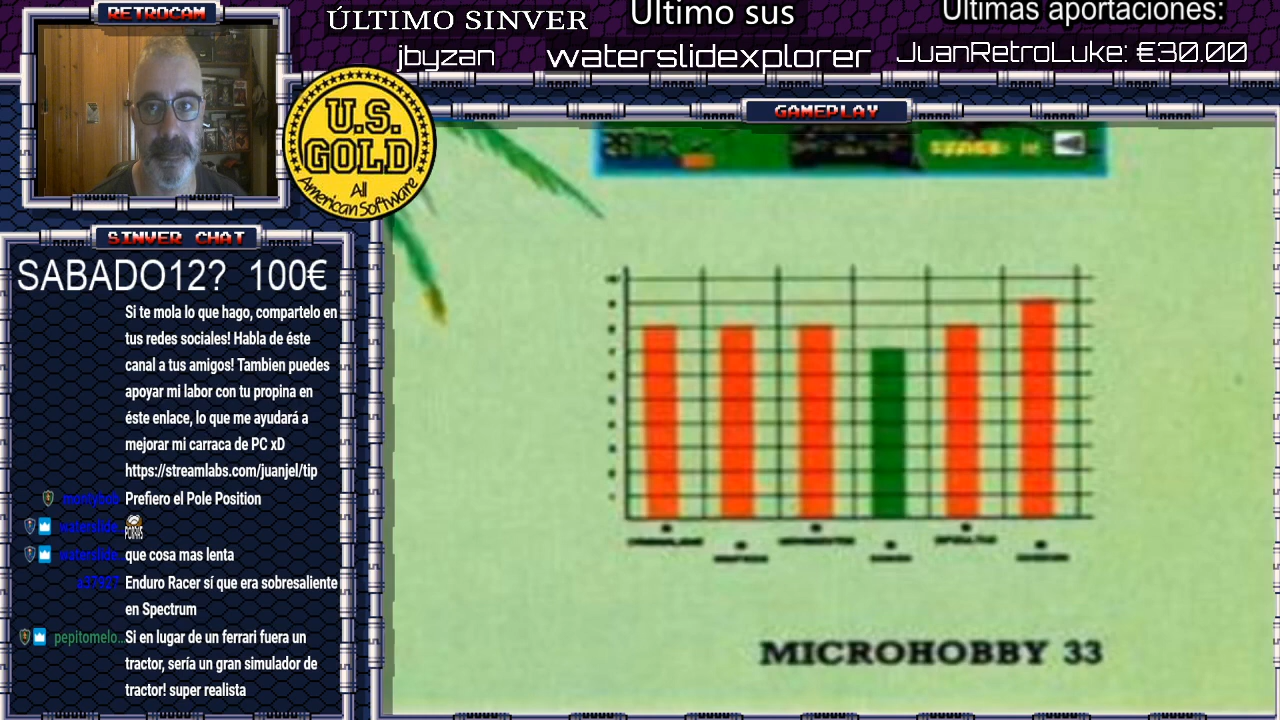 RETROCAM
ÚLTIMO SINVER
jbyzan
Último sus
waterslidexplorer
Últimas aportaciones:
JuanRetroLuke: €30.00
U.S.
GOLD
All
American Software
GAMEPLAY
SINVER CHAT
SABADO12? 100€
Si te mola lo que hago, compartelo en
tus redes sociales! Habla de éste
canal a tus amigos! Tambien puedes
apoyar mi labor con tu propina en
éste enlace, lo que me ayudará a
mejorar mi carraca de PC xD
https://streamlabs.com/juanjel/tip
Prefiero el Pole Position
waterslide..
waterslide.. que cosa mas lenta
Enduro Racer sí que era sobresaliente
en Spectrum
pepitomelo... Si en lugar de un ferrari fuera un
tractor, sería un gran simulador de
tractor! super realista
MICROHOBBY 33